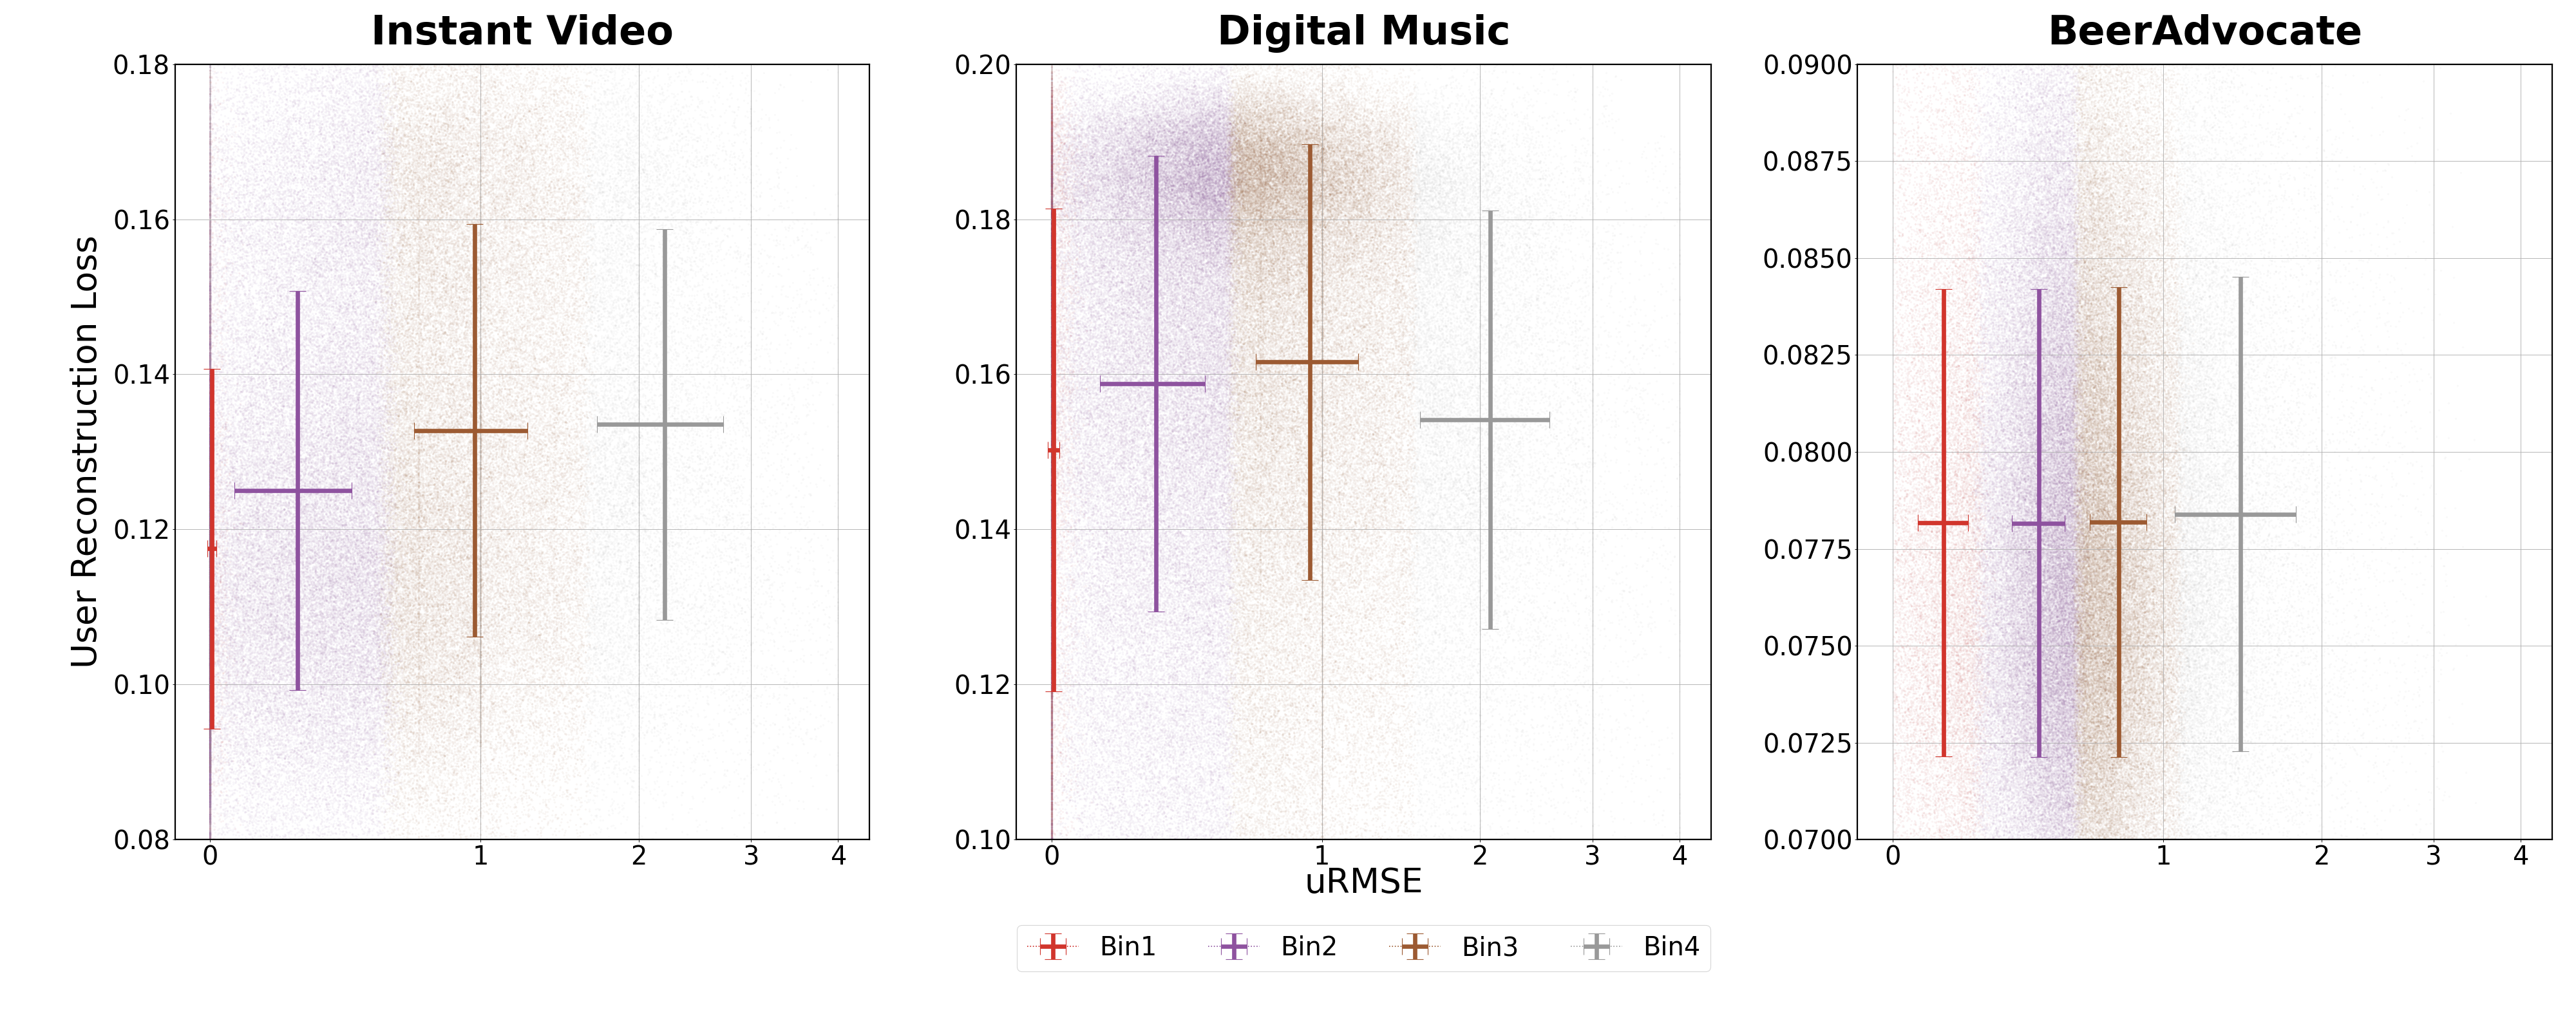 Instant Video
Digital Music
BeerAdvocate
User Reconstruction Loss
0.18
0.16
0.14
0.12
0.10
0.08
0 1 2 3 4
0.20
0.18
0.16
0.14
0.12
0.10
0 1 2 3 4
0.0900
0.0875
0.0850
0.0825
0.0800
0.0775
0.0750
0.0725
0.0700
0 1 2 3 4
uRMSE
Bin1 Bin2 Bin3 Bin4